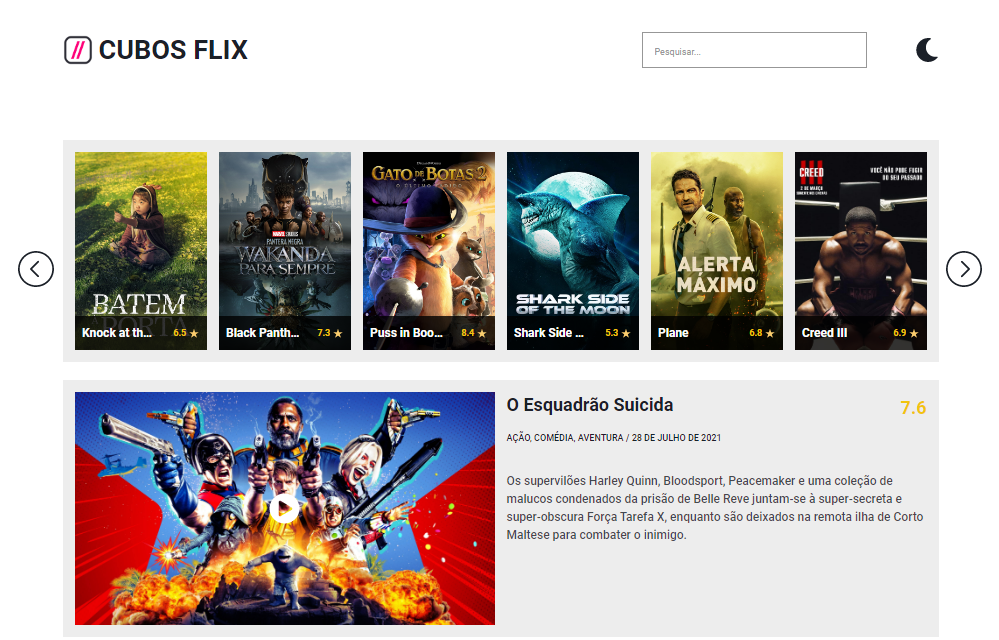 CUBOS FLIX
Pesquisar...
BATEM
Knock at th... 6.5
MARVEL STUDIOS
PANTERA NEGRA
WAKANDA
PARA SEMPRE
Black Panth... 7.3
GATO DE BOTAS 2
O ÚLTIMO PEDIDO
Puss in Boo... 8.4
SHARK SIDE
OF THE MOON
Shark Side ... 5.3
ALERTA
MÁXIMO
Plane 6.8
CREED
III
2 DE MARÇO
VOCÊ NÃO PODE FUGIR
DO SEU PASSADO
Creed III 6.9
O Esquadrão Suicida 7.6
AÇÃO, COMÉDIA, AVENTURA / 28 DE JULHO DE 2021
Os supervilões Harley Quinn, Bloodsport, Peacemaker e uma coleção de
malucos condenados da prisão de Belle Reve juntam-se à super-secreta e
super-obscura Força Tarefa X, enquanto são deixados na remota ilha de Corto
Maltese para combater o inimigo.